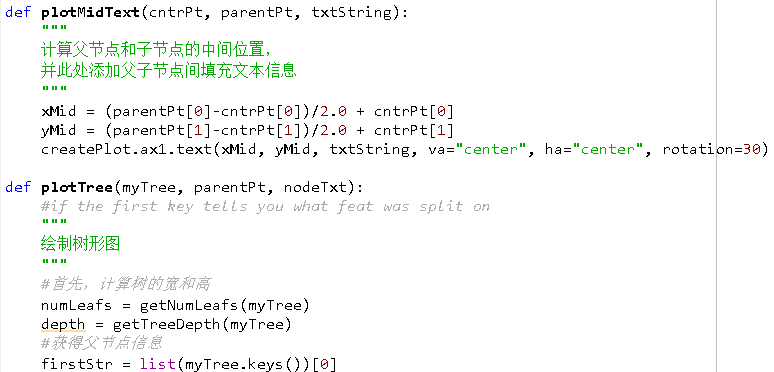 def plotMidText(cntrPt, parentPt, txtString):
    """
    计算父节点和子节点的中间位置，
    并此处添加父子节点间填充文本信息
    """
    xMid = (parentPt[0]-cntrPt[0])/2.0 + cntrPt[0]
    yMid = (parentPt[1]-cntrPt[1])/2.0 + cntrPt[1]
    createPlot.ax1.text(xMid, yMid, txtString, va="center", ha="center", rotation=30)
def plotTree(myTree, parentPt, nodeTxt):
    #if the first key tells you what feat was split on
    """
    绘制树形图
    """
    #首先，计算树的宽和高
    numLeafs = getNumLeafs(myTree)
    depth = getTreeDepth(myTree)
    #获得父节点信息
    firstStr = list(myTree.keys())[0]